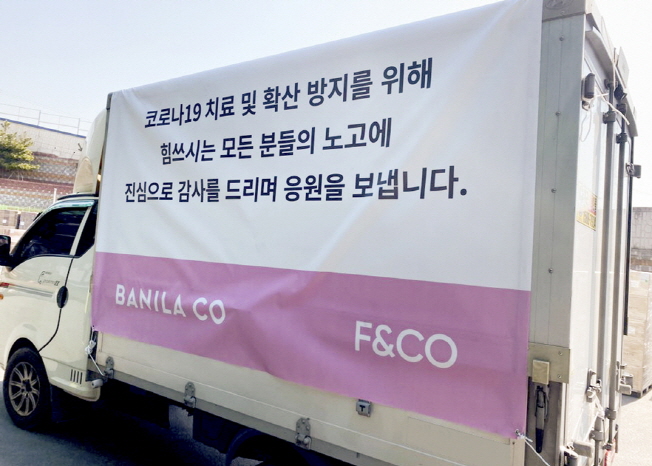 코로나19 치료 및 확산 방지를 위해
힘쓰시는 모든 분들의 노고에
진심으로 감사를 드리며 응원을 보냅니다.
BANILA CO
F&CO